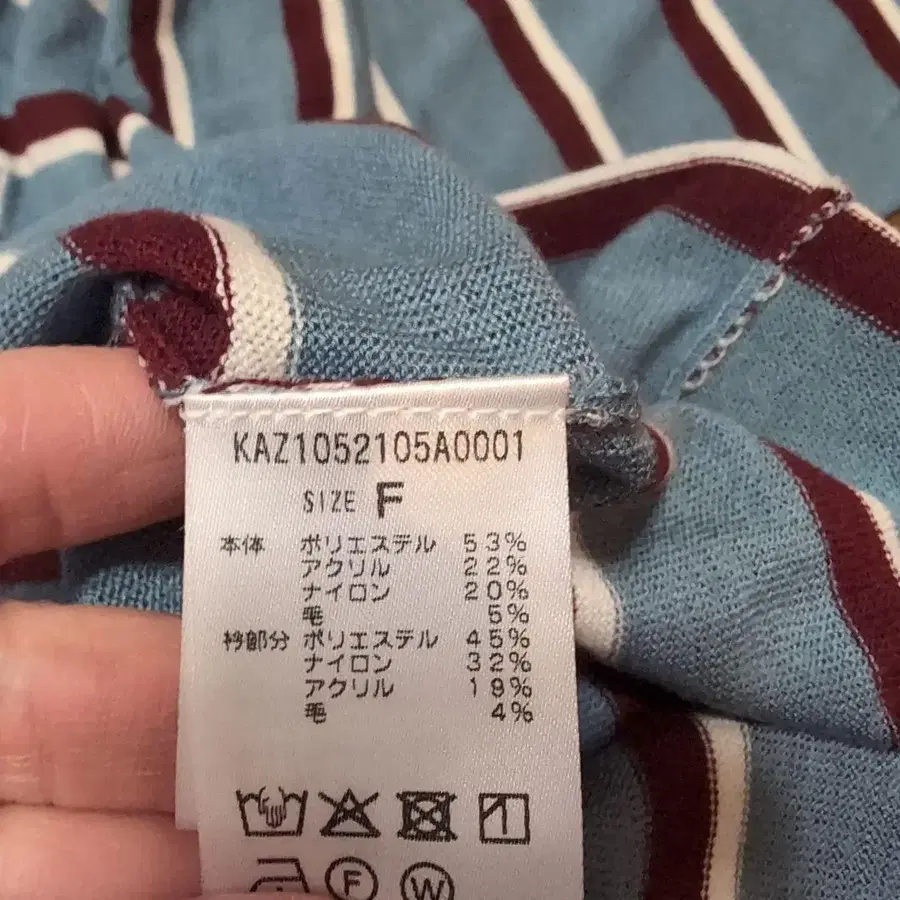 KAZ1052105A0001
SIZE F
本体 ポリエステル 53%
アクリル 22%
ナイロン 20%
毛 5%
衿部分 ポリエステル 45%
ナイロン 32%
アクリル 19%
毛 4%
F W